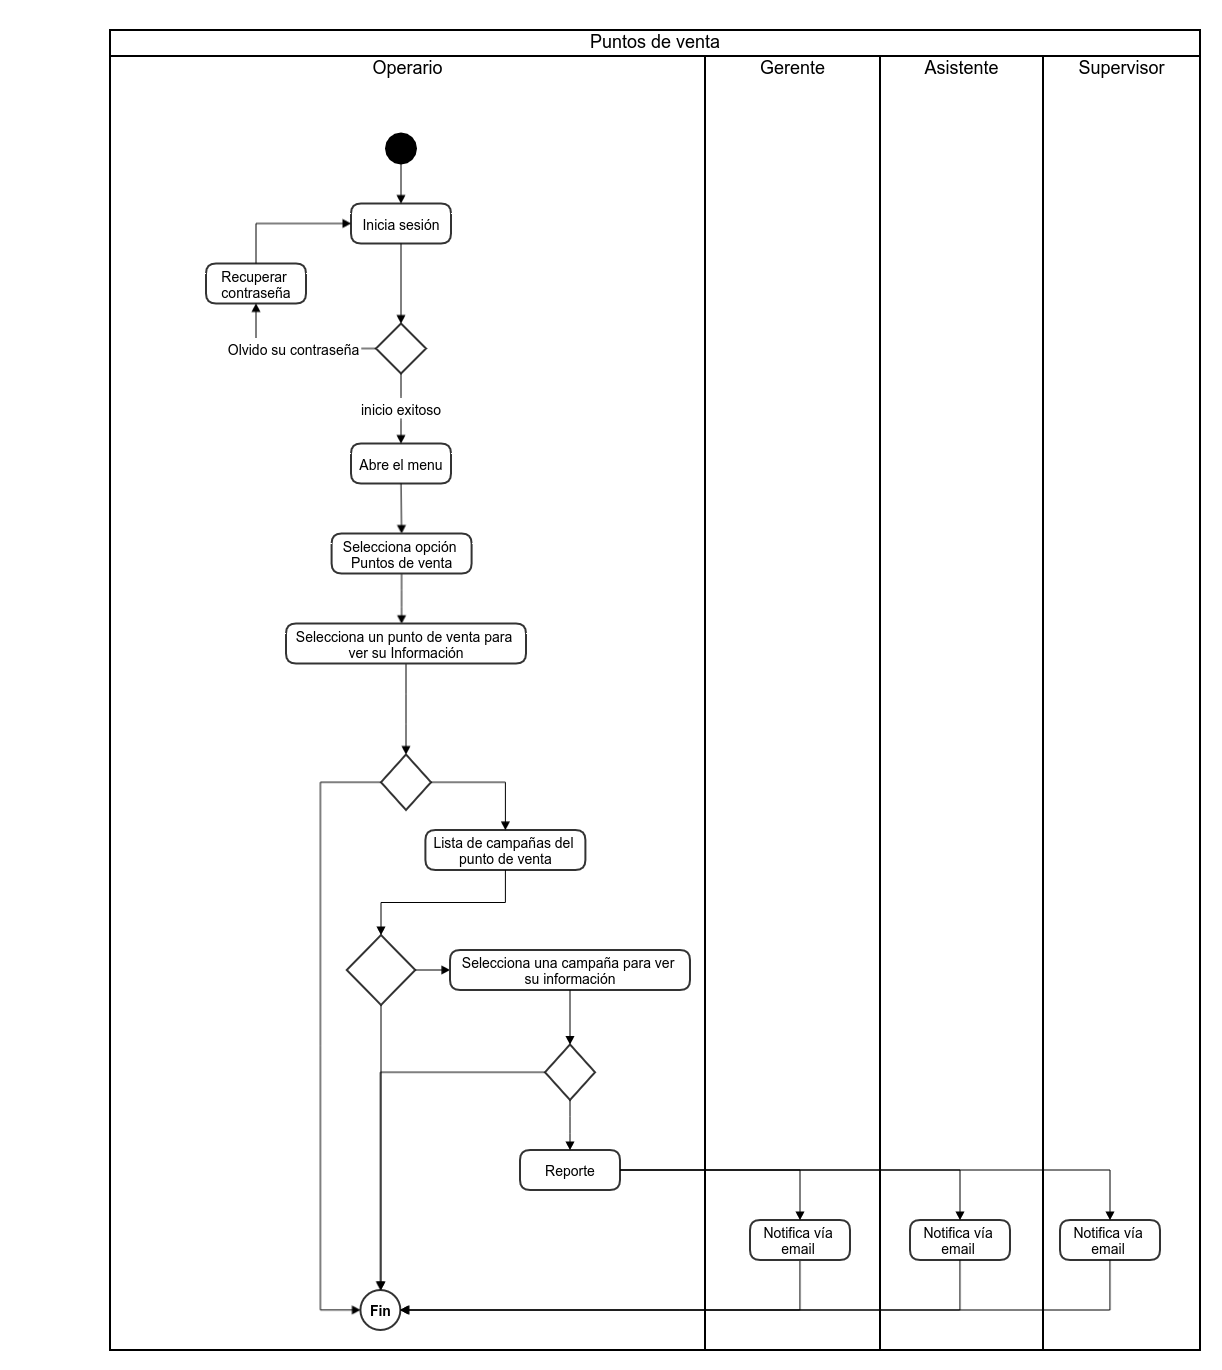 Puntos de venta
Operario
Gerente
Asistente
Supervisor
Inicia sesión
Recuperar
contraseña
Olvido su contraseña
inicio exitoso
Abre el menu
Selecciona opción
Puntos de venta
Selecciona un punto de venta para
ver su Información
Lista de campañas del
punto de venta
Selecciona una campaña para ver
su información
Reporte
Notifica vía
email
Notifica vía
email
Notifica vía
email
Fin